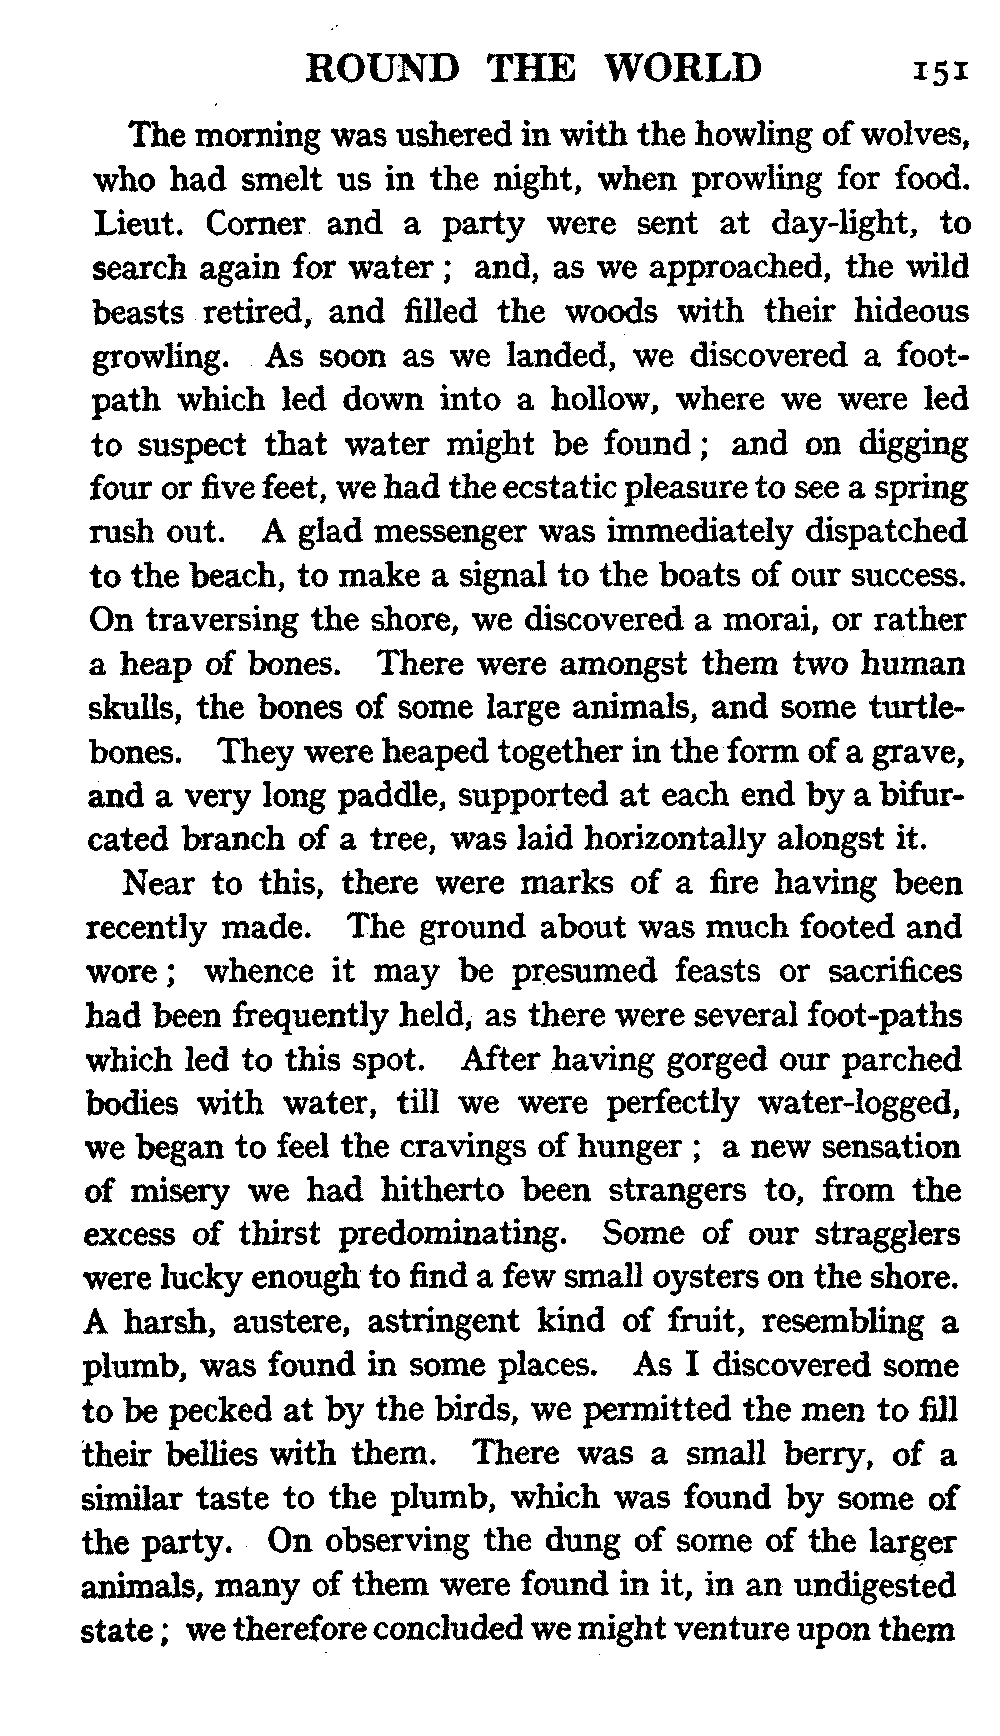 ROUND THE WORLD 151
The morning was ushered in with the howling of wolves,
who had smelt us in the night, when prowling for food.
Lieut. Corner and a party were sent at day-light, to
search again for water ; and, as we approached, the wild
beasts retired, and filled the woods with their hideous
growling. As soon as we landed, we discovered a foot-
path which led down into a hollow, where we were led
to suspect that water might be found ; and on digging
four or five feet, we had the ecstatic pleasure to see a spring
rush out. A glad messenger was immediately dispatched
to the beach, to make a signal to the boats of our success.
On traversing the shore, we discovered a morai, or rather
a heap of bones. There were amongst them two human
skulls, the bones of some large animals, and some turtle-
bones. They were heaped together in the form of a grave,
and a very long paddle, supported at each end by a bifur-
cated branch of a tree, was laid horizontally alongst it.
Near to this, there were marks of a fire having been
recently made. The ground about was much footed and
wore ; whence it may be presumed feasts or sacrifices
had been frequently held, as there were several foot-paths
which led to this spot. After having gorged our parched
bodies with water, till we were perfectly water-logged,
we began to feel the cravings of hunger ; a new sensation
of misery we had hitherto been strangers to, from the
excess of thirst predominating. Some of our stragglers
were lucky enough to find a few small oysters on the shore.
A harsh, austere, astringent kind of fruit, resembling a
plumb, was found in some places. As I discovered some
to be pecked at by the birds, we permitted the men to fill
their bellies with them. There was a small berry, of a
similar taste to the plumb, which was found by some of
the party. On observing the dung of some of the larger
animals, many of them were found in it, in an undigested
state ; we therefore concluded we might venture upon them